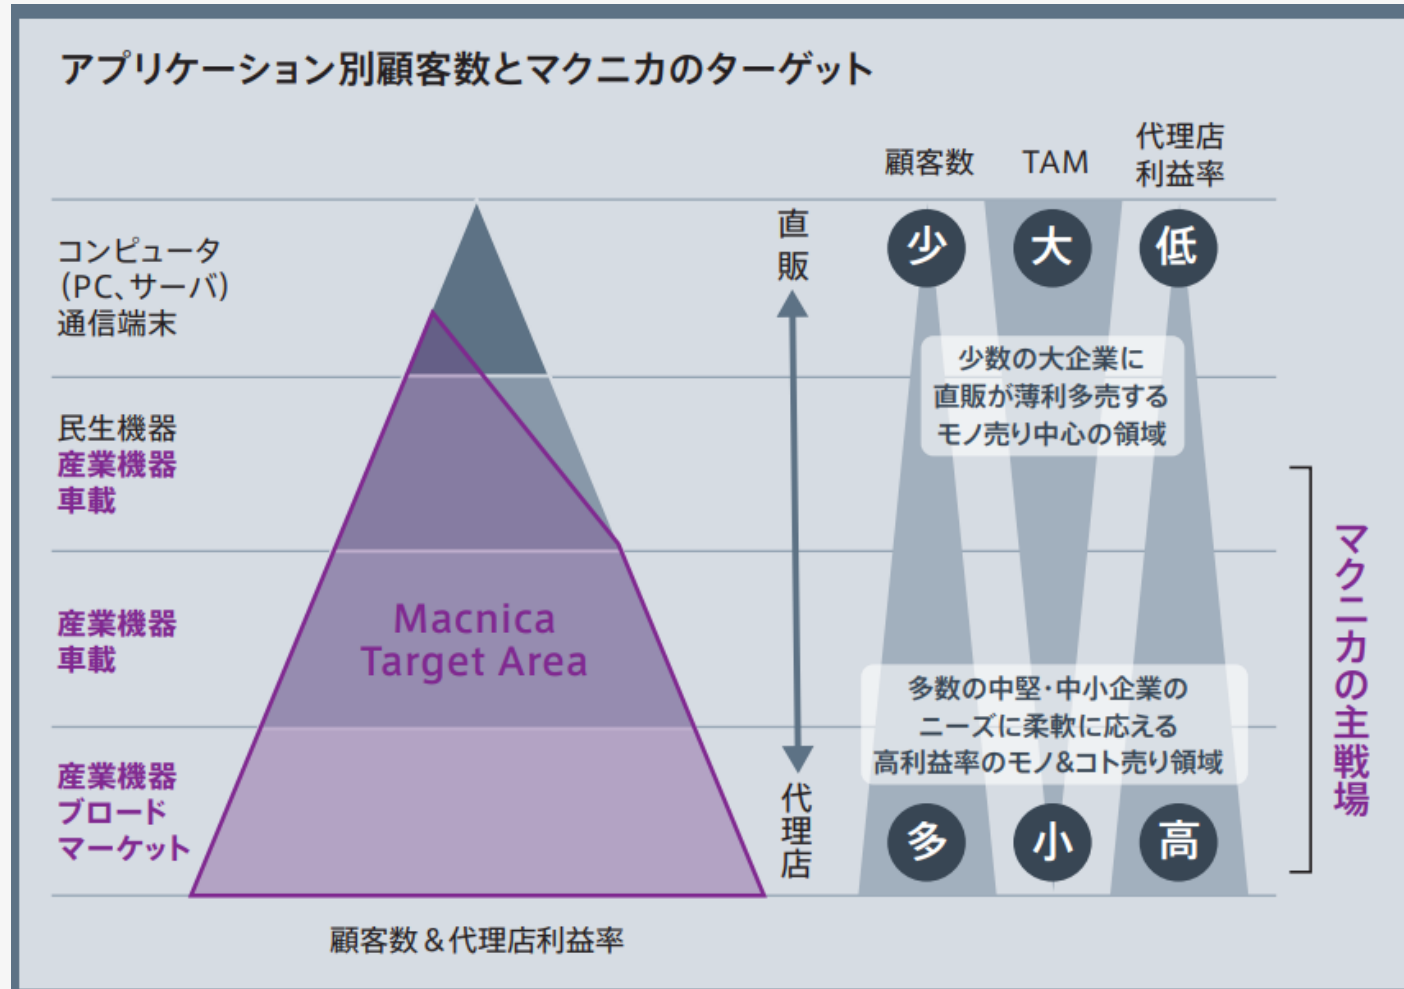 アプリケーション別顧客数とマクニカのターゲット
顧客数
TAM
代理店
利益率
コンピュータ
(PC、サーバ)
通信端末
民生機器
産業機器
車載
産業機器
車載
産業機器
ブロード
マーケット
Macnica
Target Area
顧客数&代理店利益率
直販
代理店
少
大
低
少数の大企業に
直販が薄利多売する
モノ売り中心の領域
多数の中堅・中小企業の
ニーズに柔軟に応える
高利益率のモノ&コト売り領域
多
小
高
マクニカの主戦場